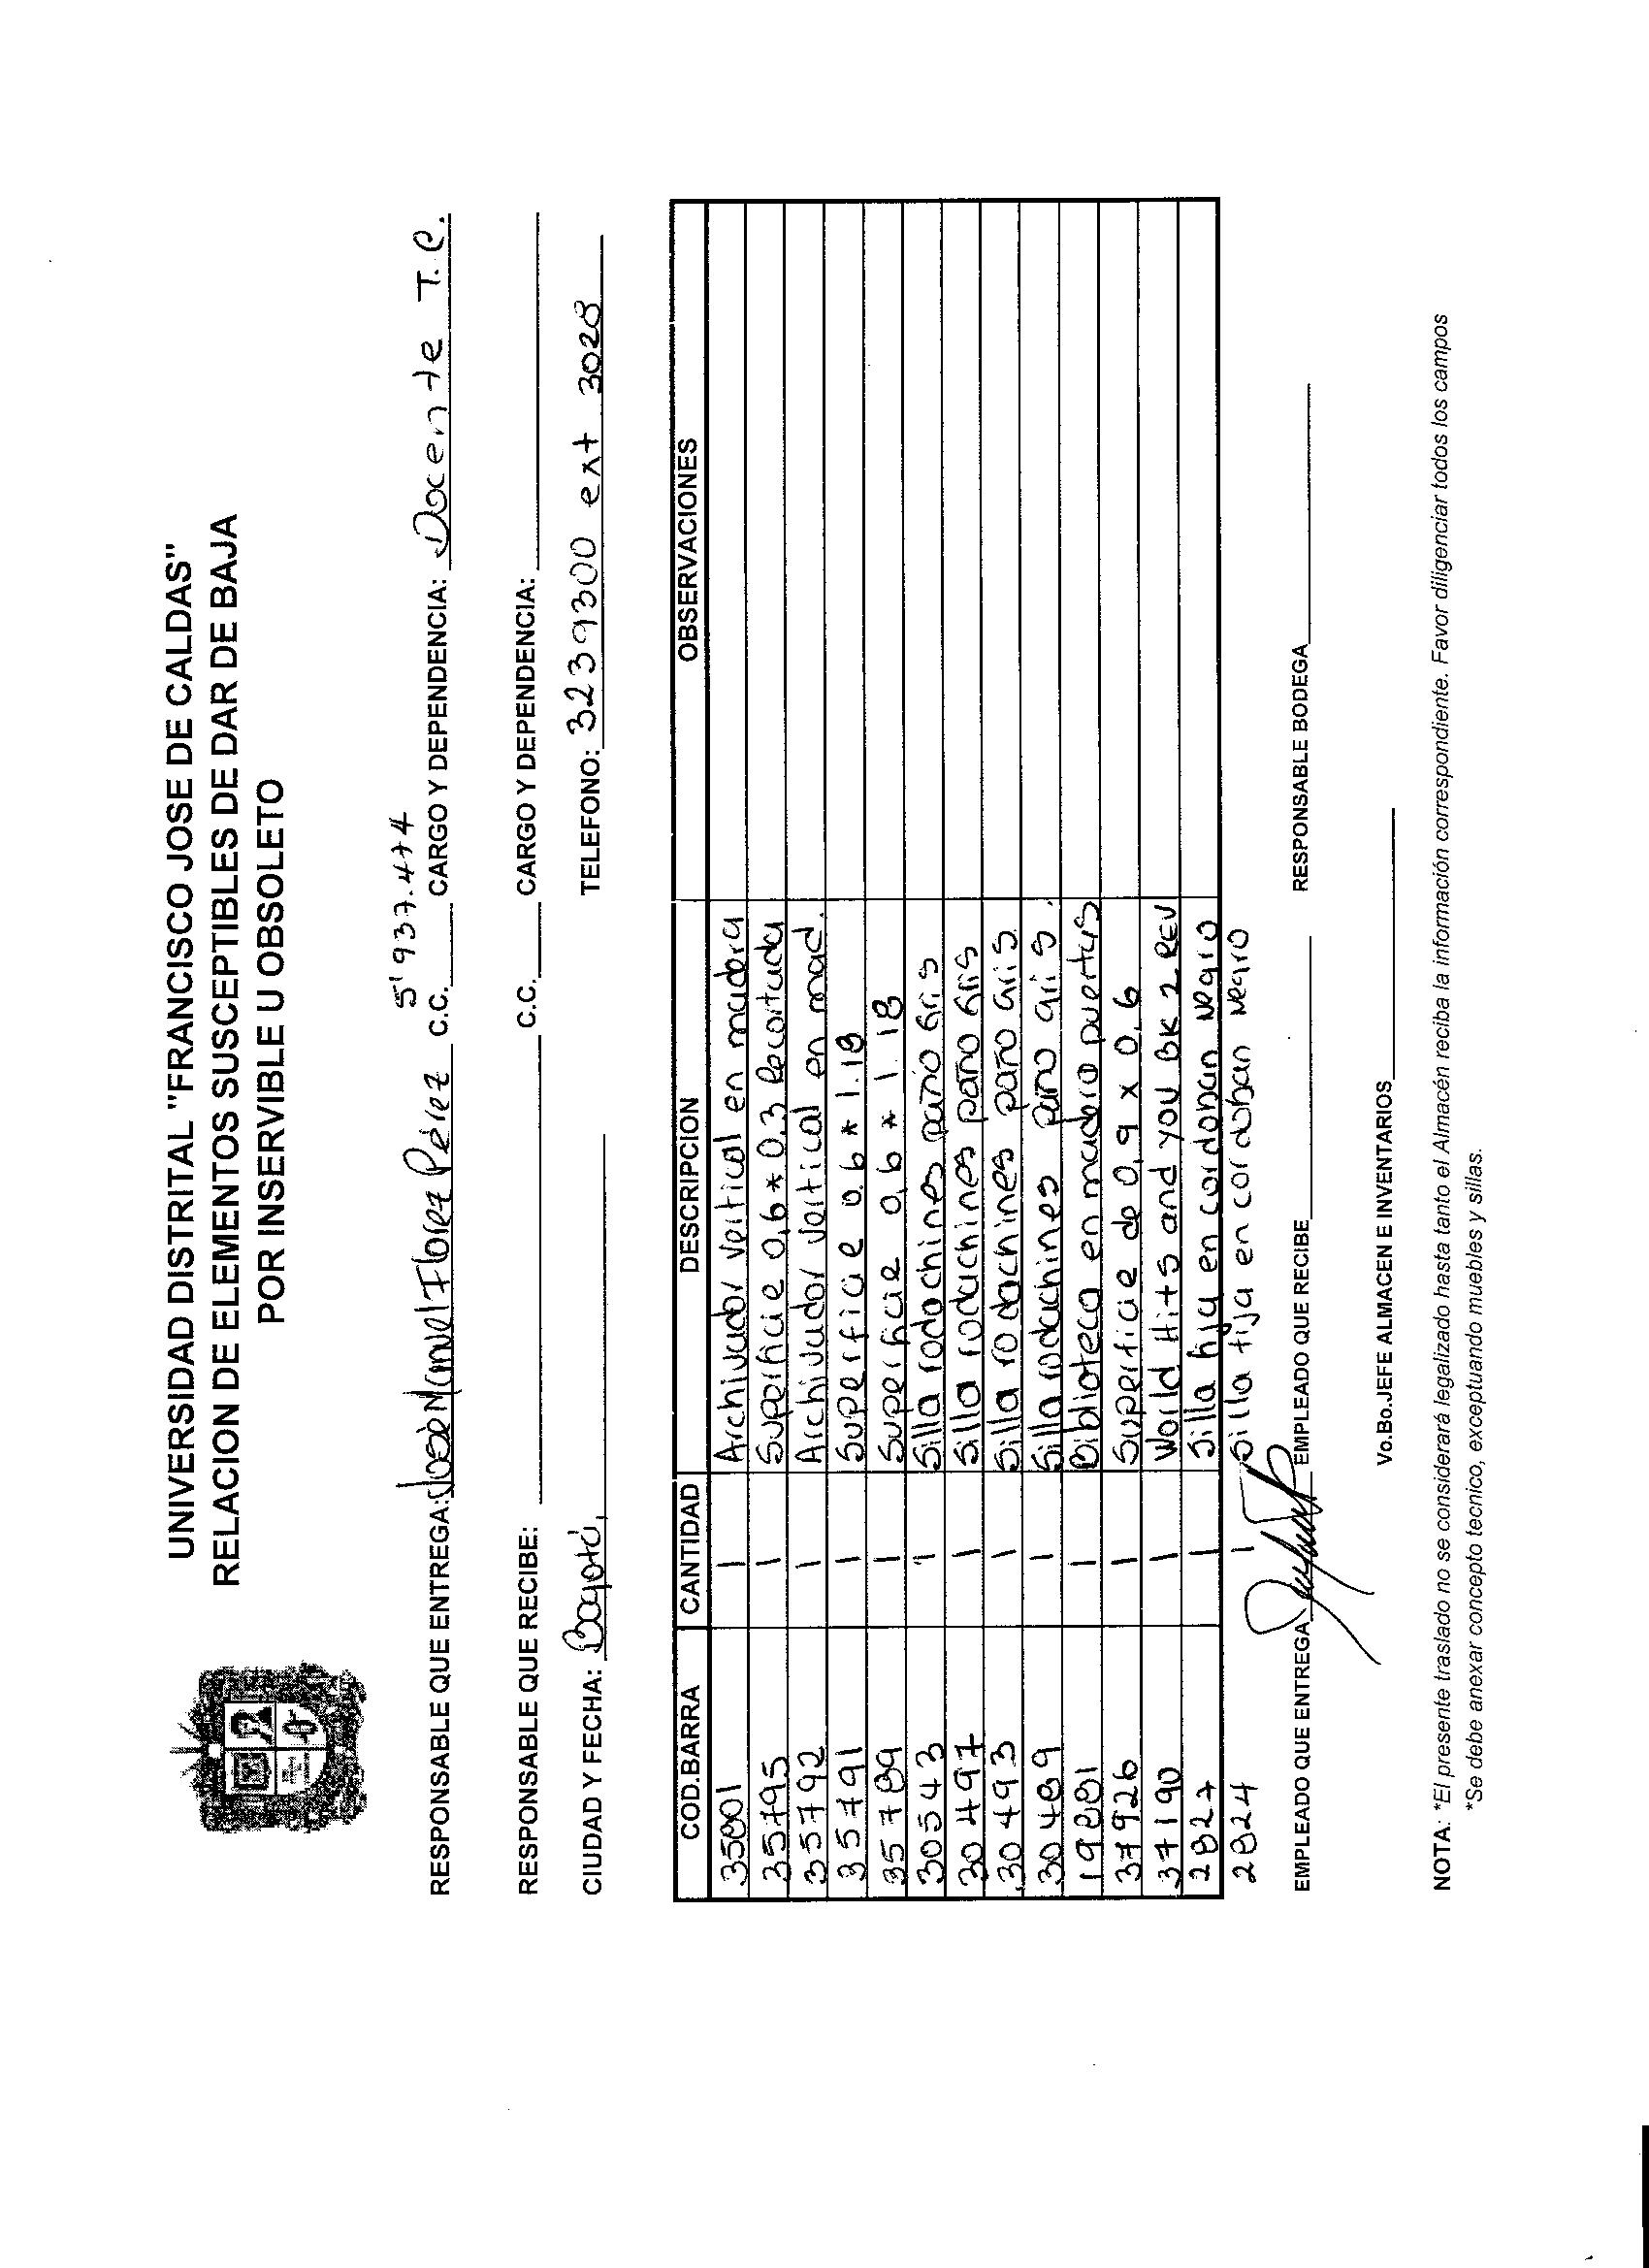 UNIVERSIDAD DISTRITAL "FRANCISCO JOSE DE CALDAS"
RELACION DE ELEMENTOS SUSCEPTIBLES DE DAR DE BAJA
POR INSERVIBLE U OBSOLETO
RESPONSABLE QUE ENTREGA: José Manuel Florez Pérez C.C. 5'937.474 CARGO Y DEPENDENCIA: Docente T.C.
RESPONSABLE QUE RECIBE: C.C. CARGO Y DEPENDENCIA:
CIUDAD Y FECHA: Bogotá, TELEFONO: 3239300 ext 3028
COD.BARRA CANTIDAD DESCRIPCION OBSERVACIONES
35801 1 Archivador vertical en madera
35795 1 Superficie 0,6 * 0.3 Recortada
35792 1 Archivador vertical en mad.
35791 1 Superficie 0.6 * 1.18
35789 1 Superficie 0,6 * 1.18
30543 1 Silla rodachines paño Gris
30497 1 Silla rodachines paño Gris
30493 1 Silla rodachines paño Gris
30489 1 Silla rodachines paño Gris.
19881 1 Biblioteca en madera puertas
37926 1 Superficie de 0,9 x 0,6
37190 1 World Hits and you BK 2 REV
2827 1 Silla fija en cordoban Negro
2824 1 Silla fija en cordoban Negro
EMPLEADO QUE ENTREGA EMPLEADO QUE RECIBE RESPONSABLE BODEGA
Vo.Bo.JEFE ALMACEN E INVENTARIOS
NOTA: *El presente traslado no se considerará legalizado hasta tanto el Almacén reciba la información correspondiente. Favor diligenciar todos los campos
*Se debe anexar concepto tecnico, exceptuando muebles y sillas.